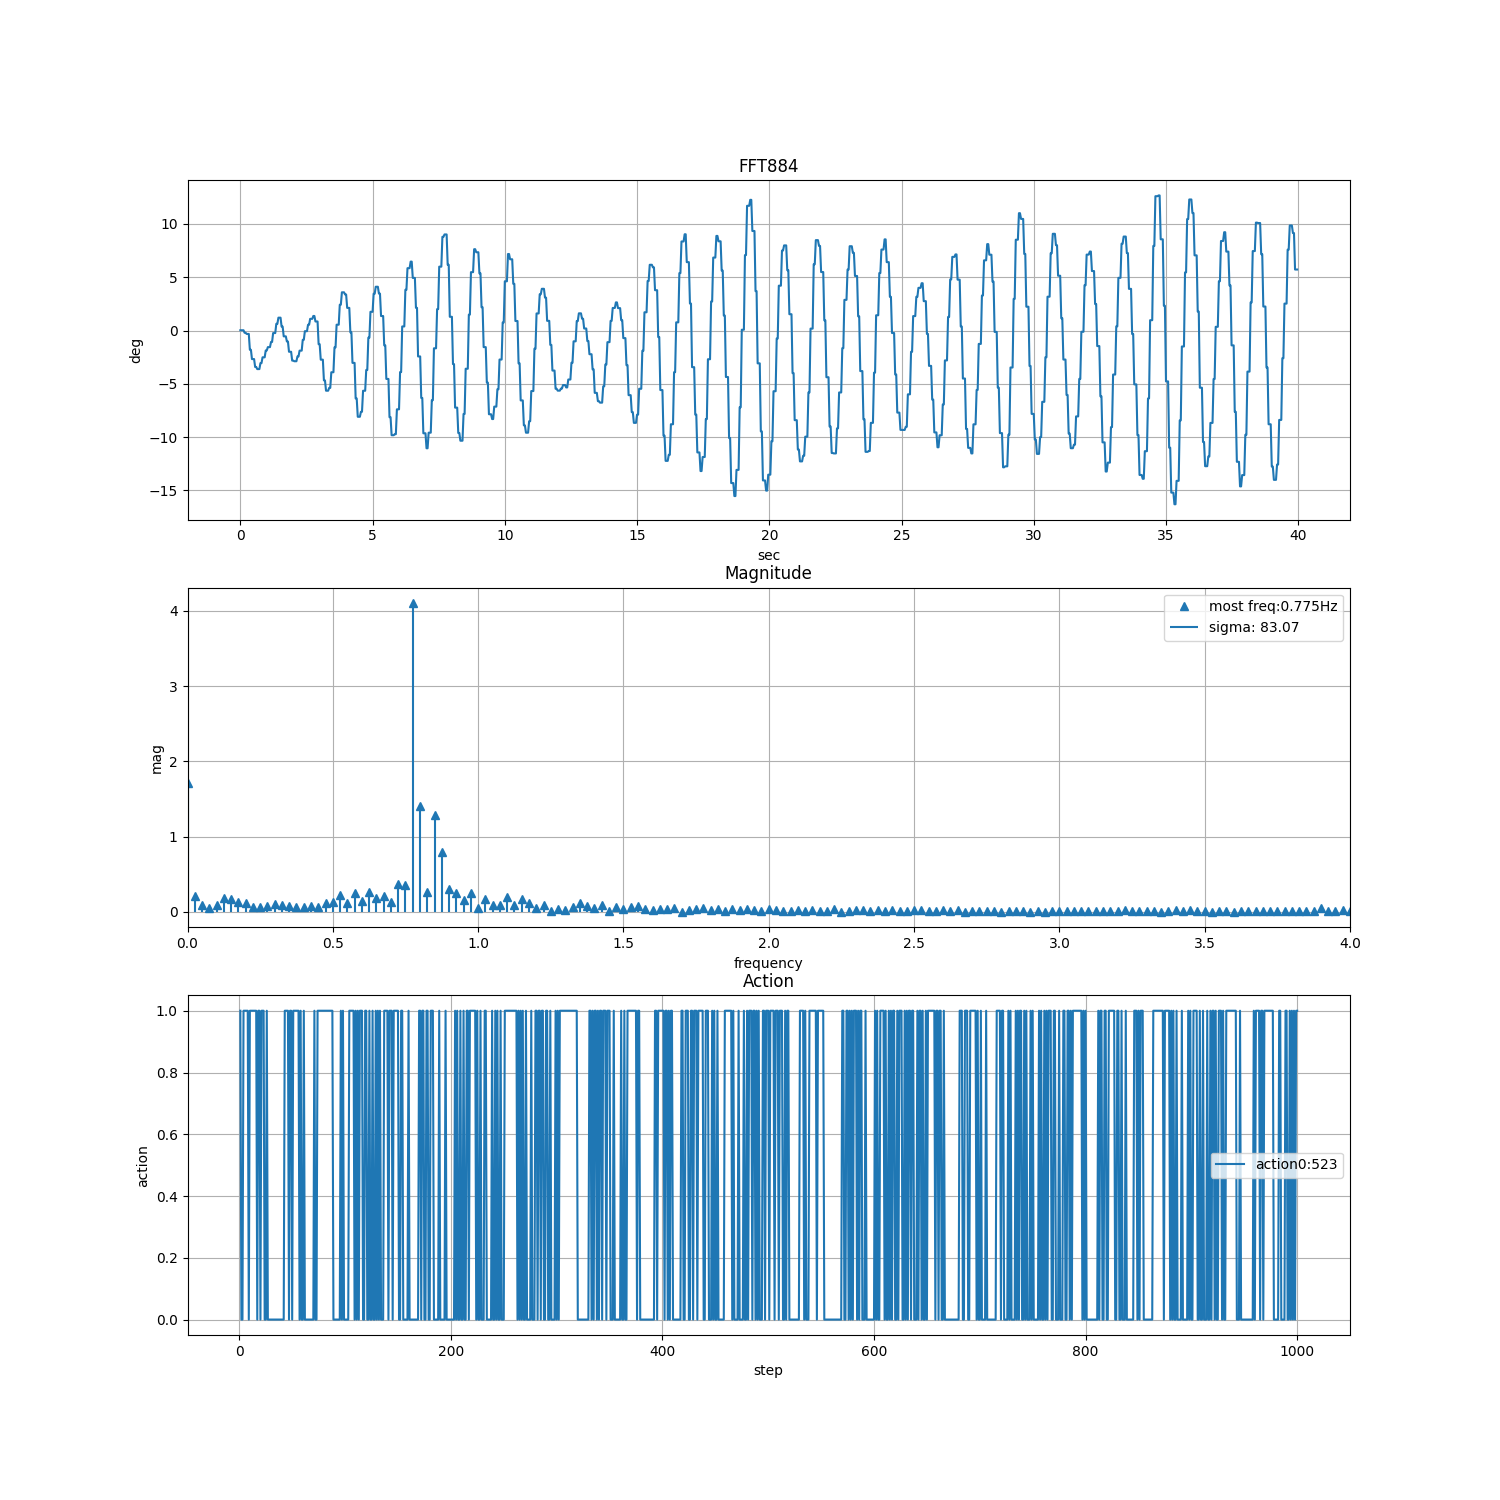 FFT884
10
5
0
−5
−10
−15
deg
0 5 10 15 20 25 30 35 40
sec
Magnitude
most freq:0.775Hz
sigma: 83.07
4
3
2
1
0
mag
0.0 0.5 1.0 1.5 2.0 2.5 3.0 3.5 4.0
frequency
Action
1.0
0.8
0.6
0.4
0.2
0.0
action
action0:523
0 200 400 600 800 1000
step